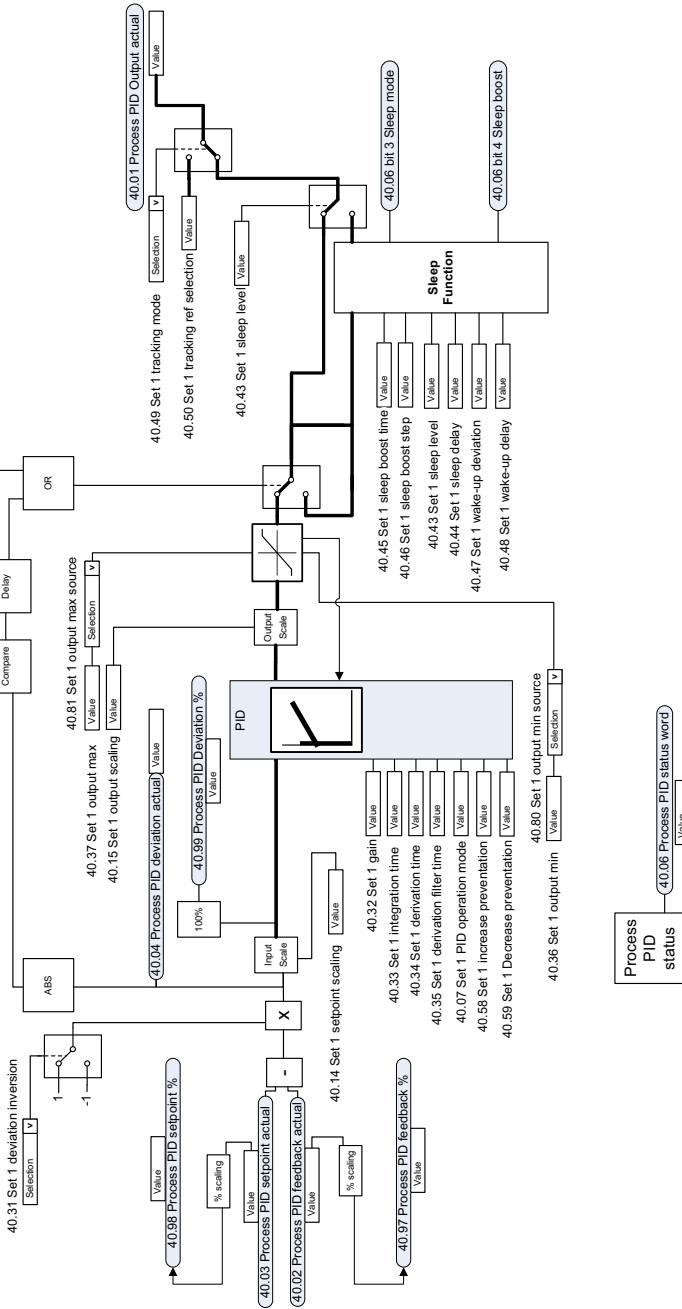 40.31 Set 1 deviation inversion
Selection v
1
-1
Value
40.98 Process PID setpoint %
% scaling
Value
40.03 Process PID setpoint actual
40.02 Process PID feedback actual
Value
% scaling
40.97 Process PID feedback %
Value
-
X
ABS
Compare
Delay
OR
40.04 Process PID deviation actual Value
40.99 Process PID Deviation %
Value
100%
Input Scale
Value
40.14 Set 1 setpoint scaling
40.37 Set 1 output max Value
40.81 Set 1 output max source
Selection v
40.15 Set 1 output scaling Value
PID
Output Scale
40.32 Set 1 gain Value
40.33 Set 1 integration time Value
40.34 Set 1 derivation time Value
40.35 Set 1 derivation filter time Value
40.07 Set 1 PID operation mode Value
40.58 Set 1 increase preventation Value
40.59 Set 1 Decrease preventation Value
40.36 Set 1 output min Value
40.80 Set 1 output min source
Selection v
40.49 Set 1 tracking mode Selection v
40.50 Set 1 tracking ref selection Value
40.43 Set 1 sleep level Value
40.01 Process PID Output actual
Value
40.45 Set 1 sleep boost time Value
40.46 Set 1 sleep boost step Value
40.43 Set 1 sleep level Value
40.44 Set 1 sleep delay Value
40.47 Set 1 wake-up deviation Value
40.48 Set 1 wake-up delay Value
Sleep
Function
40.06 bit 3 Sleep mode
40.06 bit 4 Sleep boost
Process
PID
status
40.06 Process PID status word
Value